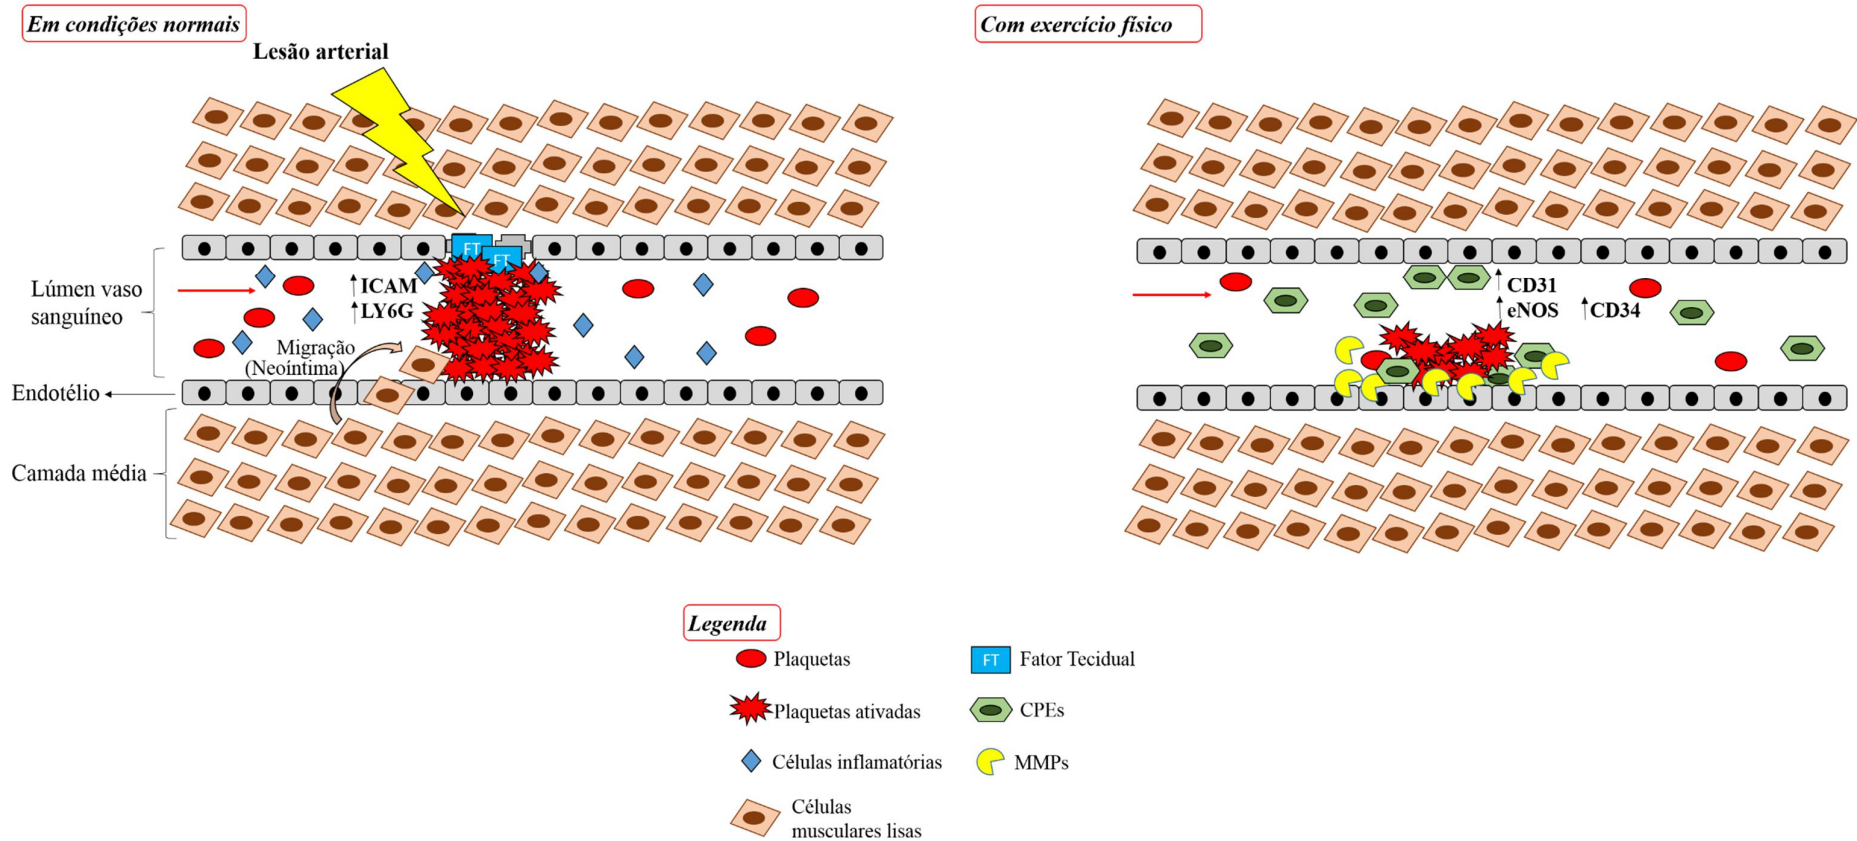 Em condições normais
Lesão arterial
FT
FT
↑ICAM
↑LY6G
Lúmen vaso
sanguíneo
Migração
(Neoíntima)
Endotélio
Camada média
Com exercício físico
↑CD31
↑eNOS ↑CD34
Legenda
Plaquetas
FT Fator Tecidual
Plaquetas ativadas
CPEs
Células inflamatórias
MMPs
Células
musculares lisas